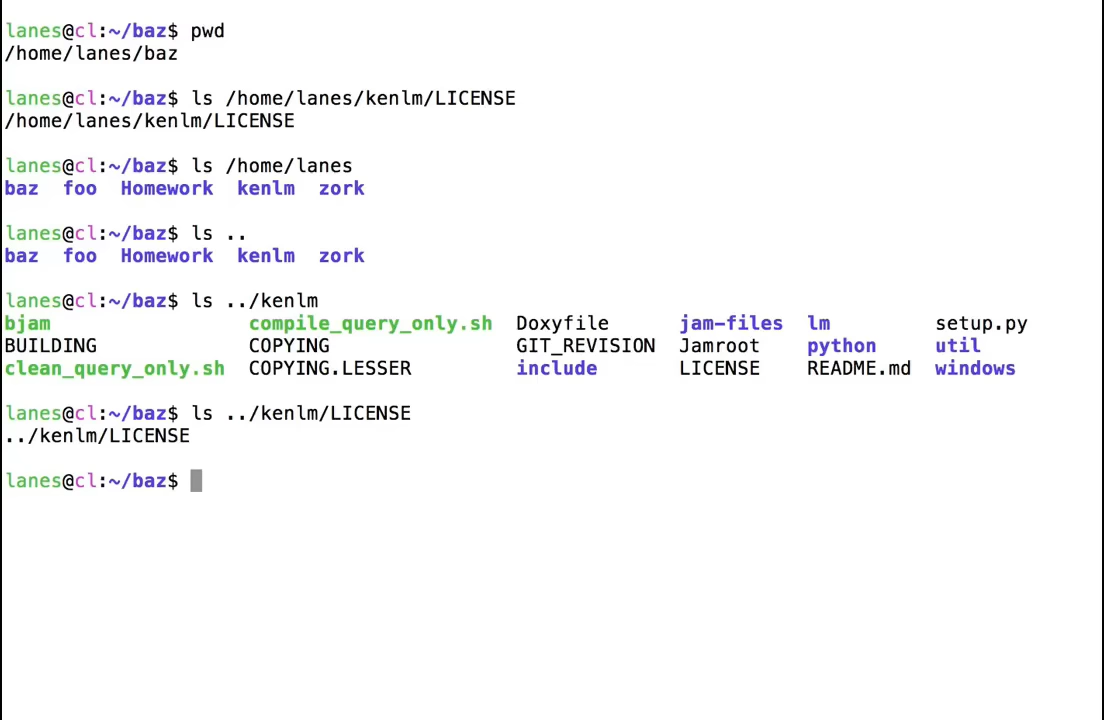 lanes@cl:~/baz$ pwd
/home/lanes/baz
lanes@cl:~/baz$ ls /home/lanes/kenlm/LICENSE
/home/lanes/kenlm/LICENSE
lanes@cl:~/baz$ ls /home/lanes
baz  foo  Homework  kenlm  zork
lanes@cl:~/baz$ ls ..
baz  foo  Homework  kenlm  zork
lanes@cl:~/baz$ ls ../kenlm
bjam                 compile_query_only.sh  Doxyfile      jam-files  lm         setup.py
BUILDING             COPYING                GIT_REVISION  Jamroot    python     util
clean_query_only.sh  COPYING.LESSER         include       LICENSE    README.md  windows
lanes@cl:~/baz$ ls ../kenlm/LICENSE
../kenlm/LICENSE
lanes@cl:~/baz$